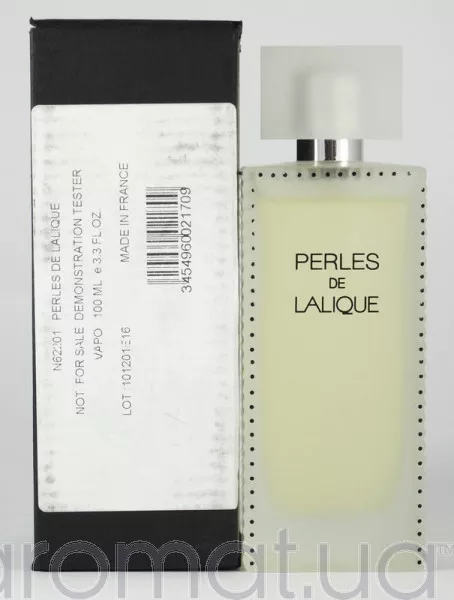 N62201 PERLES DE LALIQUE
NOT FOR SALE DEMONSTRATION TESTER
VAPO 100 ML e 3.3 FL.OZ.
LOT :101201E16
MADE IN FRANCE
3454960021709
PERLES
DE
LALIQUE
aromat.ua™